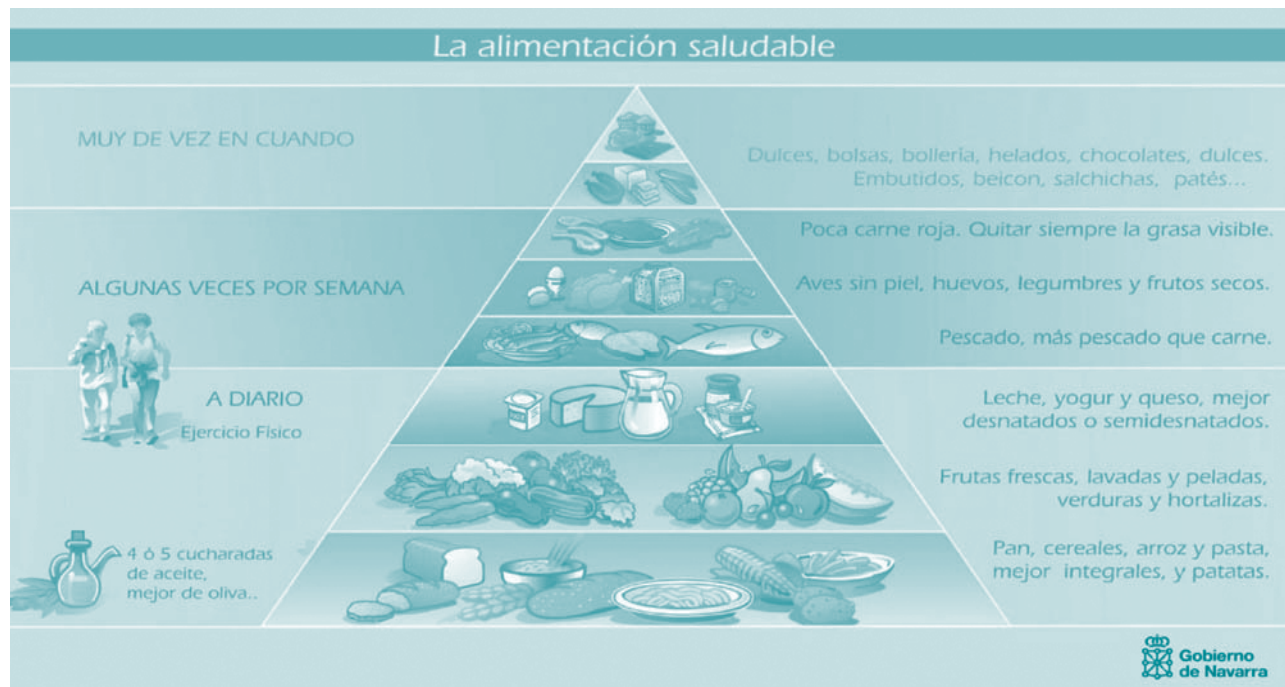 La alimentación saludable
MUY DE VEZ EN CUANDO
Dulces, bolsas, bollería, helados, chocolates, dulces.
Embutidos, beicon, salchichas, patés...
Poca carne roja. Quitar siempre la grasa visible.
ALGUNAS VECES POR SEMANA
Aves sin piel, huevos, legumbres y frutos secos.
Pescado, más pescado que carne.
A DIARIO
Ejercicio Físico
Leche, yogur y queso, mejor
desnatados o semidesnatados.
Frutas frescas, lavadas y peladas,
verduras y hortalizas.
4 ó 5 cucharadas
de aceite,
mejor de oliva..
Pan, cereales, arroz y pasta,
mejor integrales, y patatas.
Gobierno
de Navarra